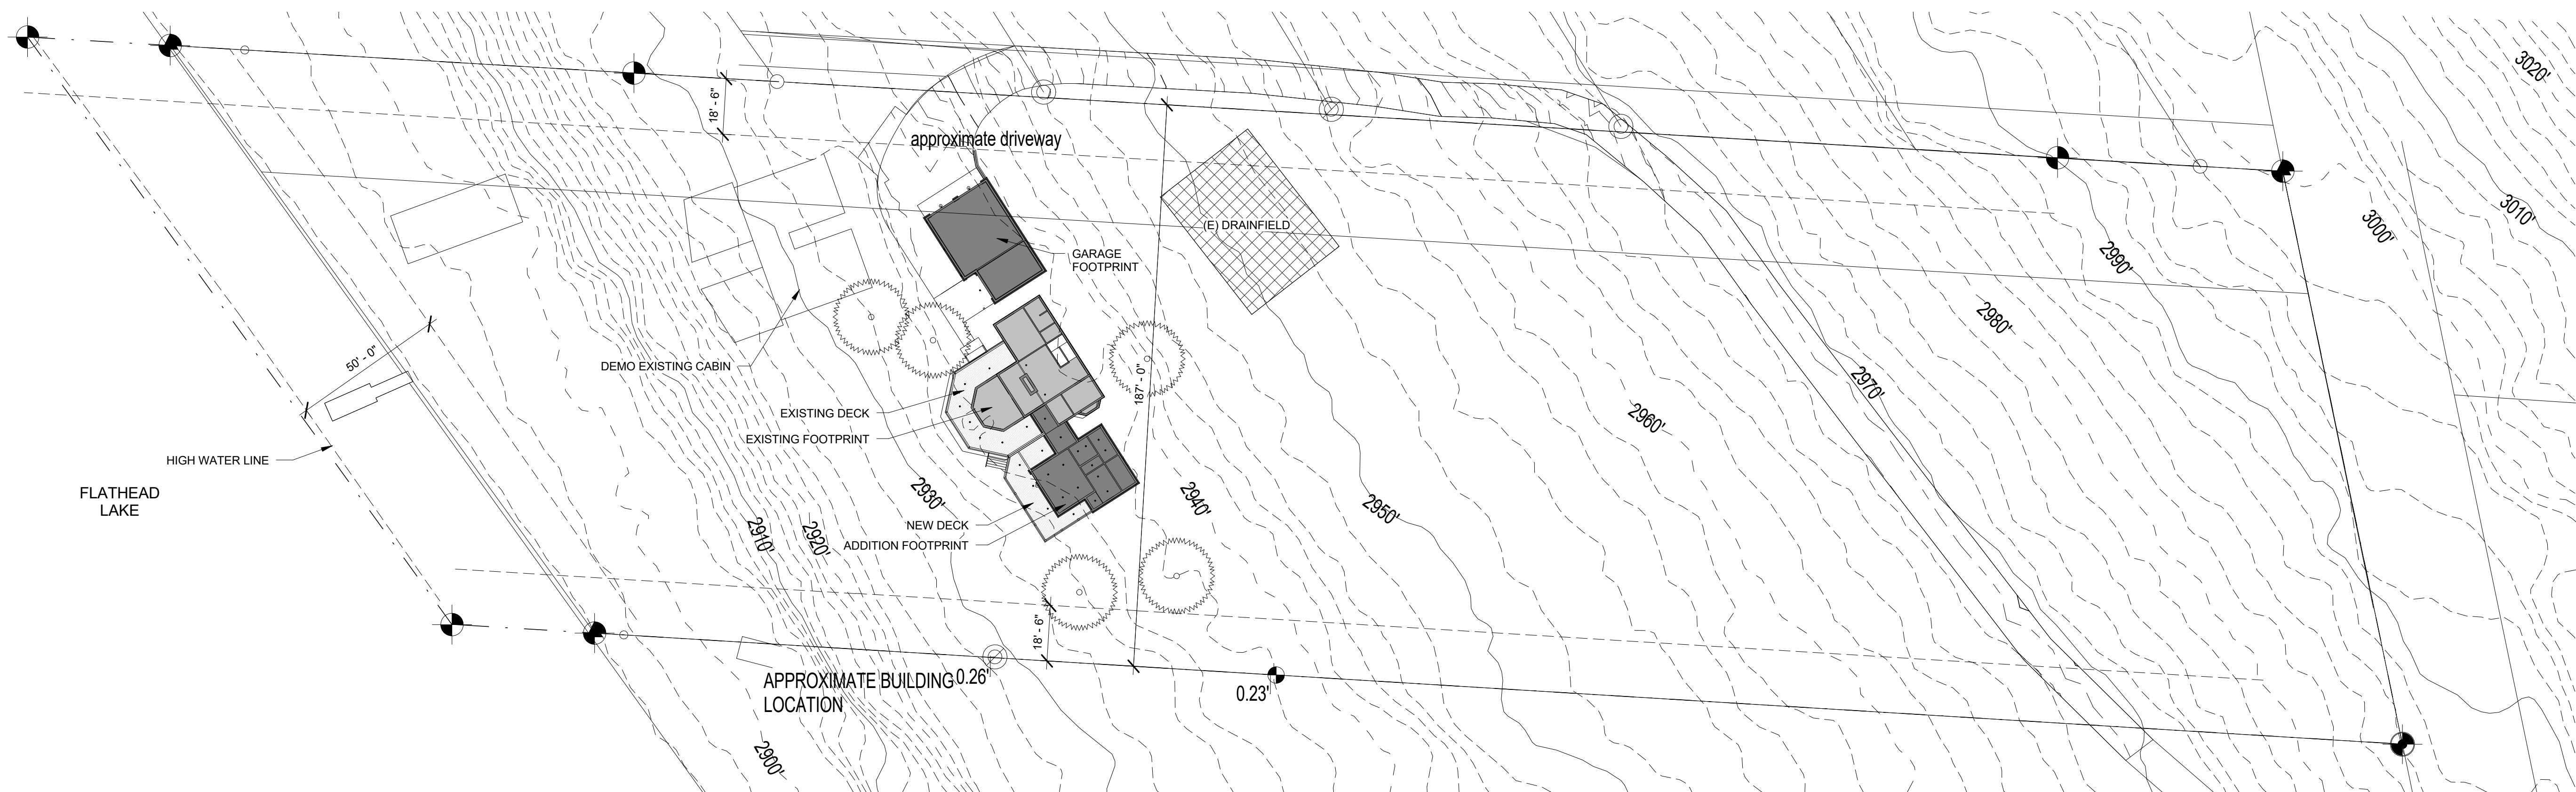 3020'
18' - 6"
approximate driveway
3010'
3000'
(E) DRAINFIELD
GARAGE
FOOTPRINT
2990'
2980'
50' - 0"
DEMO EXISTING CABIN
187' - 0"
2970'
EXISTING DECK
2960'
EXISTING FOOTPRINT
HIGH WATER LINE
FLATHEAD
LAKE
2930'
2940'
2950'
NEW DECK
2910'
2920'
ADDITION FOOTPRINT
18' - 6"
APPROXIMATE BUILDING
LOCATION
0.26'
0.23'
2900'